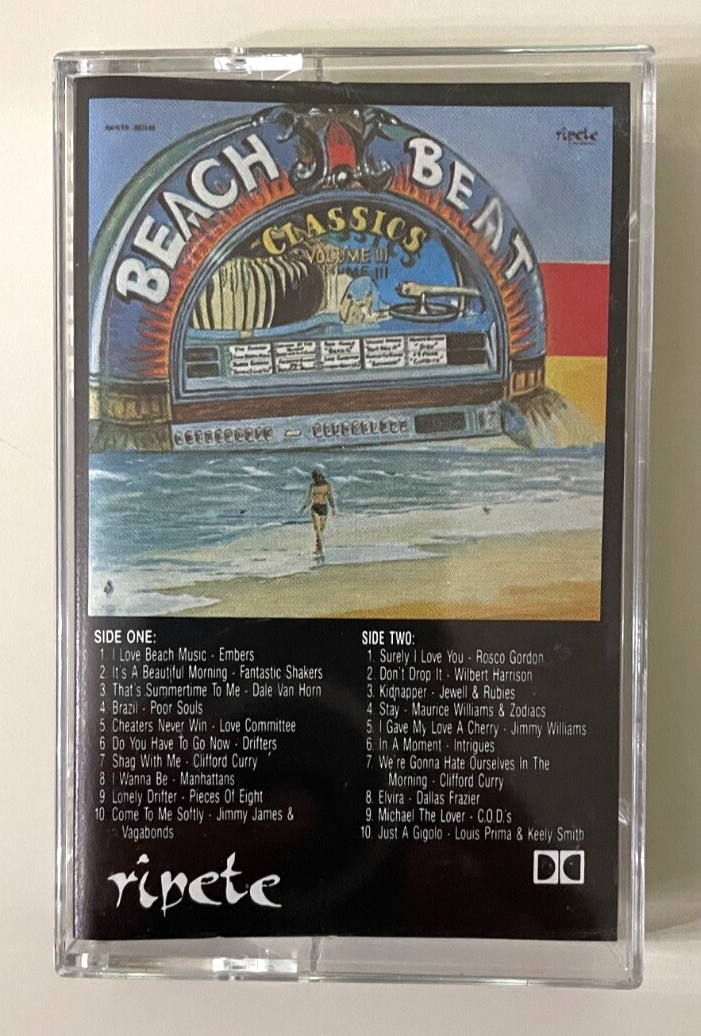 RIPETE
ripete
BEACH BEAT
CLASSICS
VOLUME III
SIDE ONE:
1. I Love Beach Music - Embers
2. It's A Beautiful Morning - Fantastic Shakers
3. That's Summertime To Me - Dale Van Horn
4. Brazil - Poor Souls
5. Cheaters Never Win - Love Committee
6. Do You Have To Go Now - Drifters
7. Shag With Me - Clifford Curry
8. I Wanna Be - Manhattans
9. Lonely Drifter - Pieces Of Eight
10. Come To Me Softly - Jimmy James &
Vagabonds
SIDE TWO:
1. Surely I Love You - Rosco Gordon
2. Don't Drop It - Wilbert Harrison
3. Kidnapper - Jewell & Rubies
4. Stay - Maurice Williams & Zodiacs
5. I Gave My Love A Cherry - Jimmy Williams
6. In A Moment - Intrigues
7. We're Gonna Hate Ourselves In The
Morning - Clifford Curry
8. Elvira - Dallas Frazier
9. Michael The Lover - C.O.D.'s
10. Just A Gigolo - Louis Prima & Keely Smith
ripete